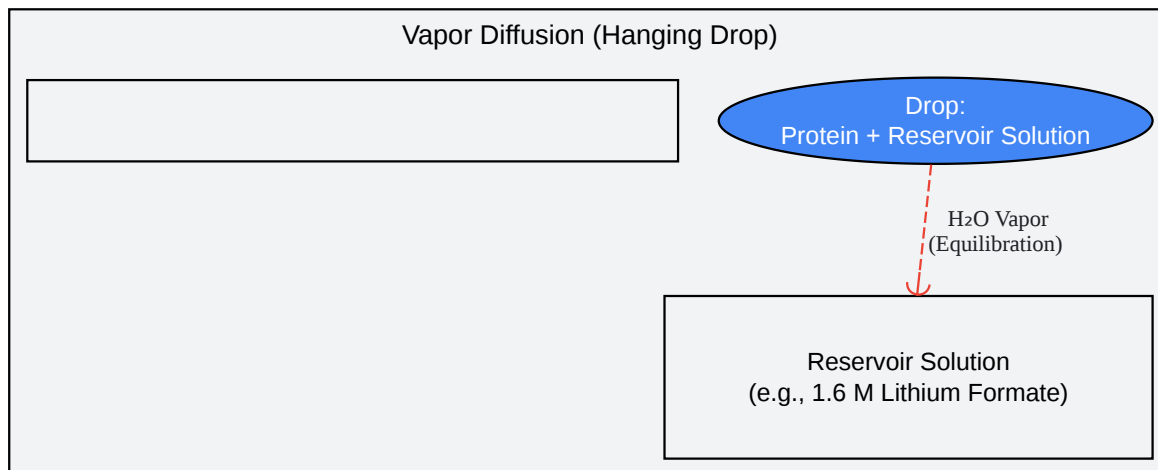 Vapor Diffusion (Hanging Drop)
Drop:
Protein + Reservoir Solution
H₂O Vapor
(Equilibration)
Reservoir Solution
(e.g., 1.6 M Lithium Formate)